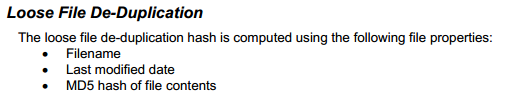 Loose File De-Duplication
The loose file de-duplication hash is computed using the following file properties:
• Filename
• Last modified date
• MD5 hash of file contents